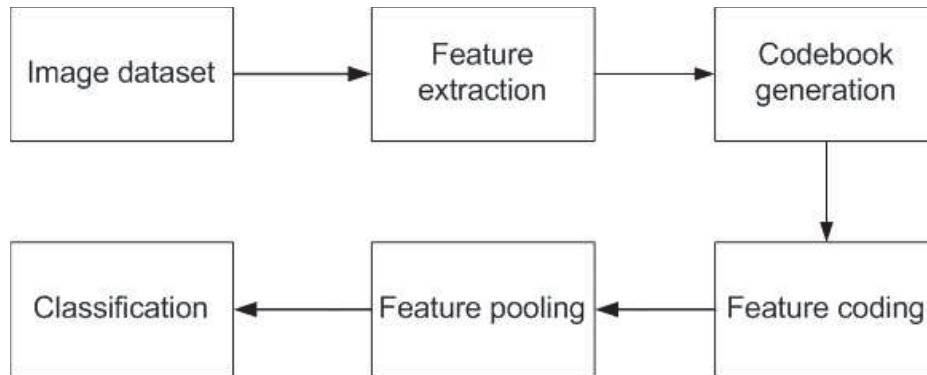 Image dataset
Feature
extraction
Codebook
generation
Classification
Feature pooling
Feature coding